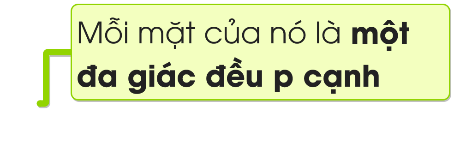 Mỗi mặt của nó là một
đa giác đều p cạnh